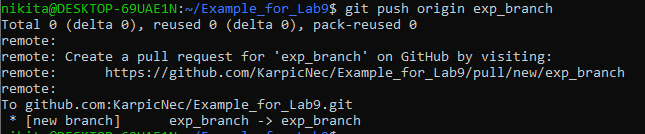 nikita@DESKTOP-69UAE1N:~/Example_for_Lab9$ git push origin exp_branch
Total 0 (delta 0), reused 0 (delta 0), pack-reused 0
remote:
remote: Create a pull request for 'exp_branch' on GitHub by visiting:
remote:      https://github.com/KarpicNec/Example_for_Lab9/pull/new/exp_branch
remote:
To github.com:KarpicNec/Example_for_Lab9.git
 * [new branch]      exp_branch -> exp_branch